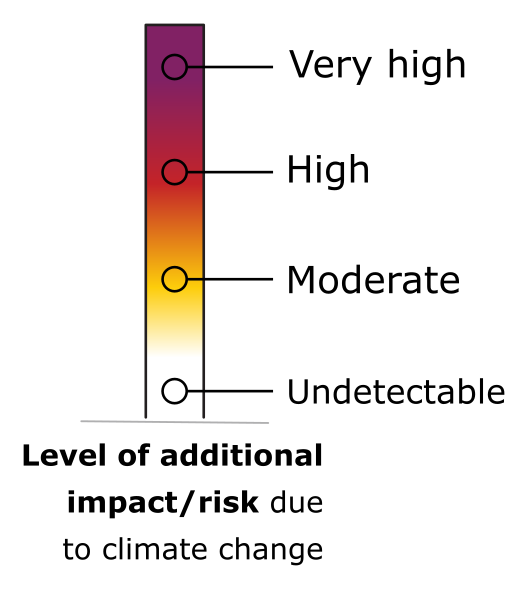 Very high
High
Moderate
Undetectable
Level of additional
impact/risk due
to climate change